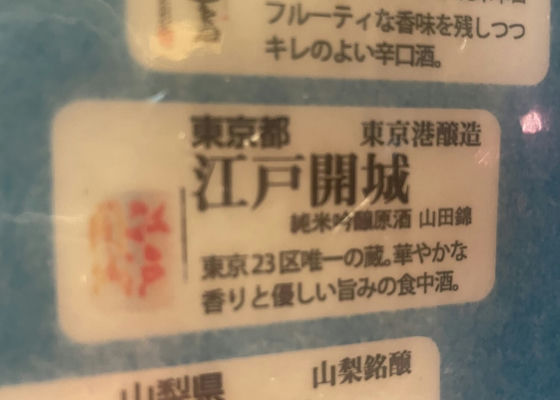 フルーティな香味を残しつつ
キレのよい辛口酒。
東京都 東京港醸造
江戸開城
純米吟醸原酒 山田錦
東京23区唯一の蔵。華やかな
香りと優しい旨みの食中酒。
山梨県 山梨銘醸